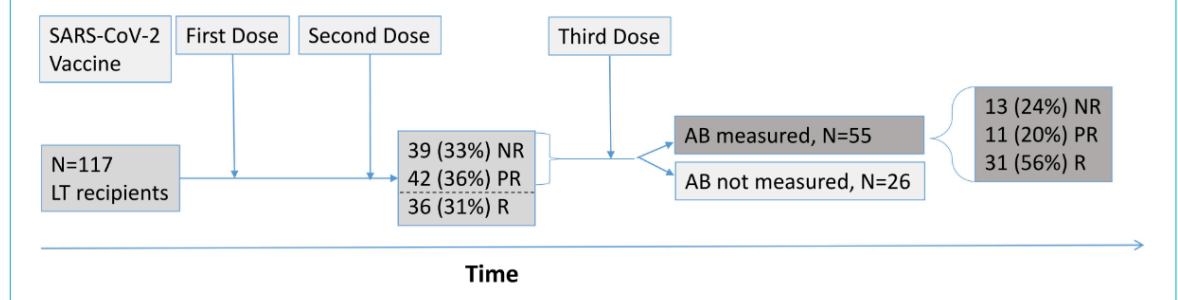 SARS-CoV-2
Vaccine
First Dose
Second Dose
Third Dose
N=117
LT recipients
39 (33%) NR
42 (36%) PR
36 (31%) R
AB measured, N=55
AB not measured, N=26
13 (24%) NR
11 (20%) PR
31 (56%) R
Time